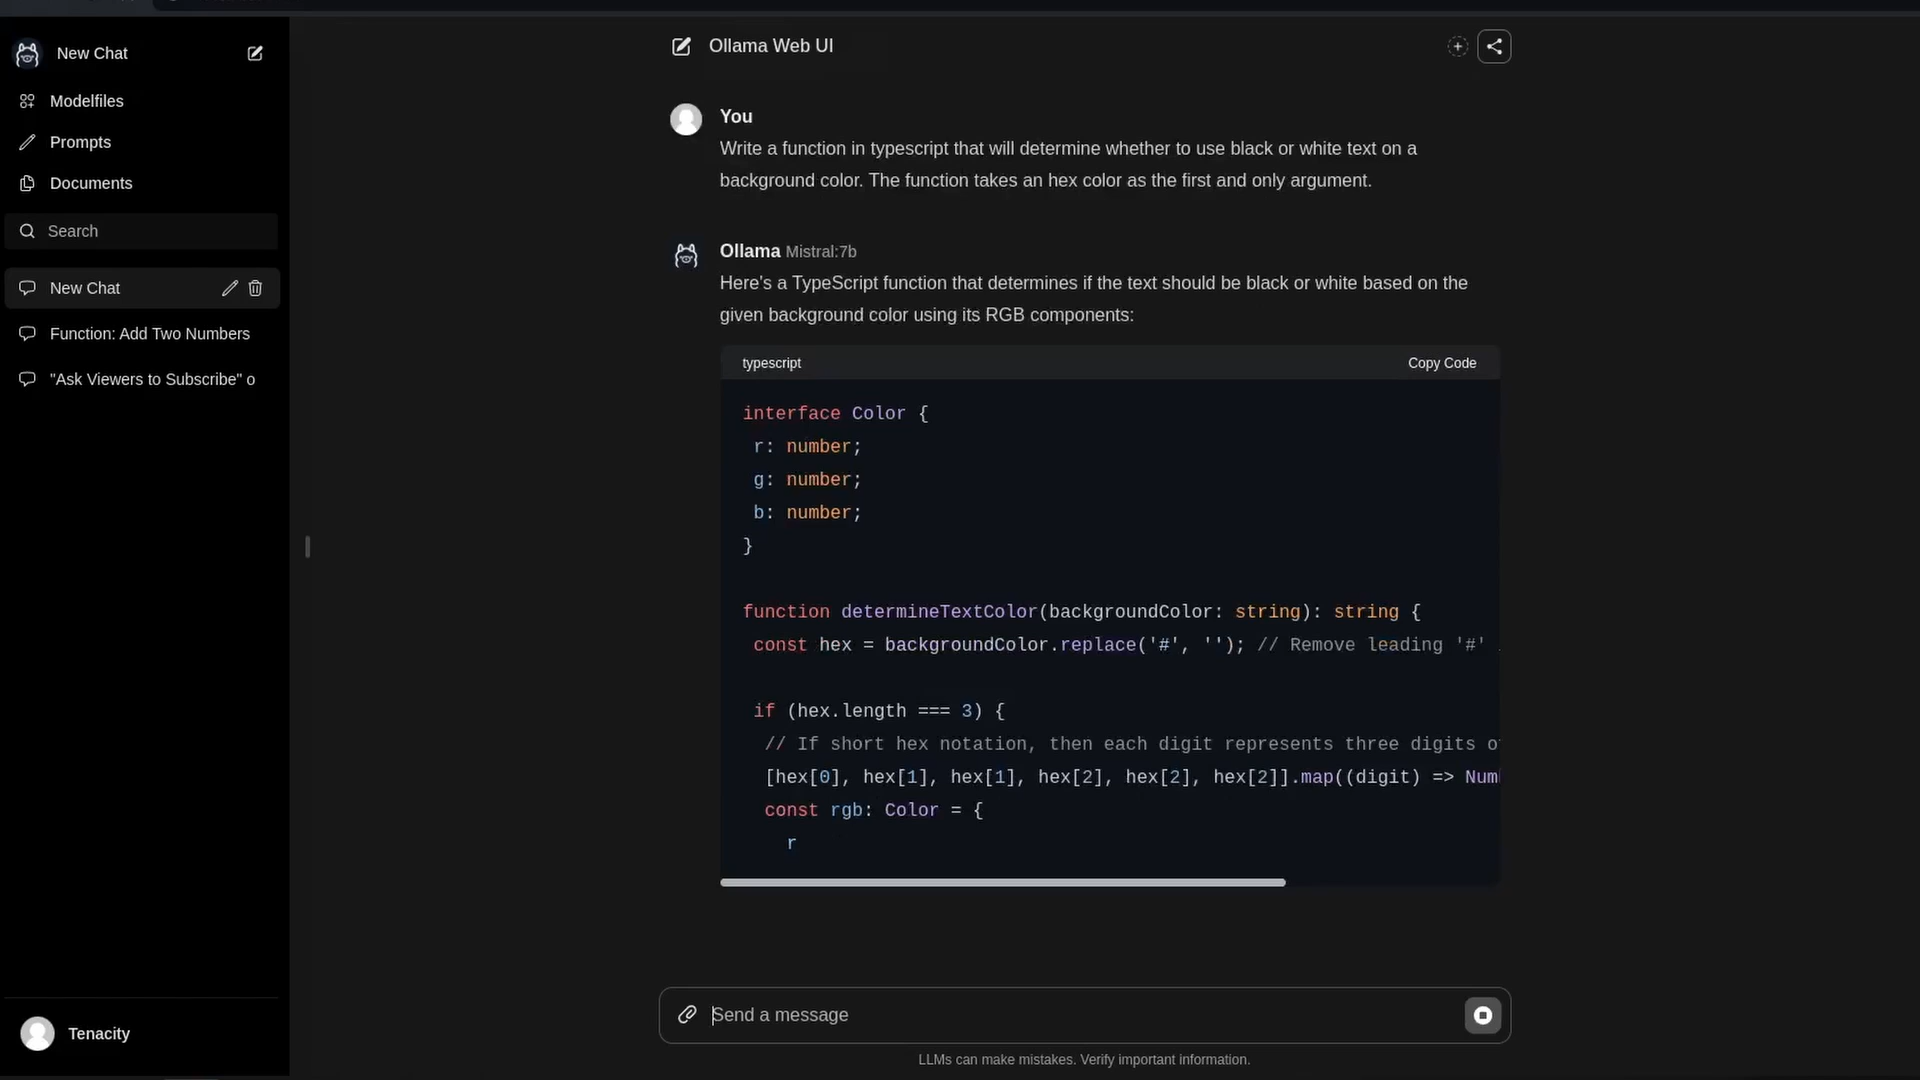 New Chat
Modelfiles
Prompts
Documents
Search
New Chat
Function: Add Two Numbers
"Ask Viewers to Subscribe" o
Tenacity
Ollama Web UI
You
Write a function in typescript that will determine whether to use black or white text on a
background color. The function takes an hex color as the first and only argument.
Ollama Mistral:7b
Here's a TypeScript function that determines if the text should be black or white based on the
given background color using its RGB components:
typescript Copy Code
interface Color {
r: number;
g: number;
b: number;
}
function determineTextColor(backgroundColor: string): string {
const hex = backgroundColor.replace('#', ''); // Remove leading '#'
if (hex.length === 3) {
// If short hex notation, then each digit represents three digits
[hex[0], hex[1], hex[1], hex[2], hex[2], hex[2]].map((digit) =>
const rgb: Color = {
r
Send a message
LLMs can make mistakes. Verify important information.